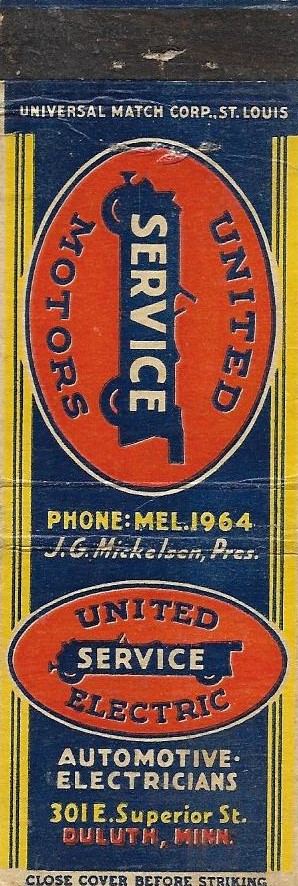 UNIVERSAL MATCH CORP., ST. LOUIS
UNITED
SERVICE
MOTORS
PHONE: MEL. 1964
J. G. Mickelsen, Pres.
UNITED
SERVICE
ELECTRIC
AUTOMOTIVE-
ELECTRICIANS
301 E. Superior St.
DULUTH, MINN.
CLOSE COVER BEFORE STRIKING